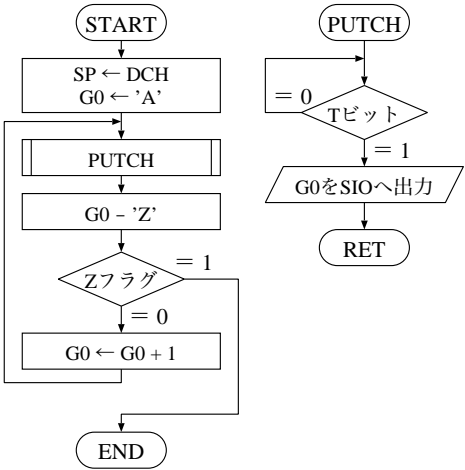 START
SP ← DCH
G0 ← 'A'
PUTCH
G0 − 'Z'
Zフラグ
= 1
= 0
G0 ← G0 + 1
END
PUTCH
= 0
Tビット
= 1
G0をSIOへ出力
RET